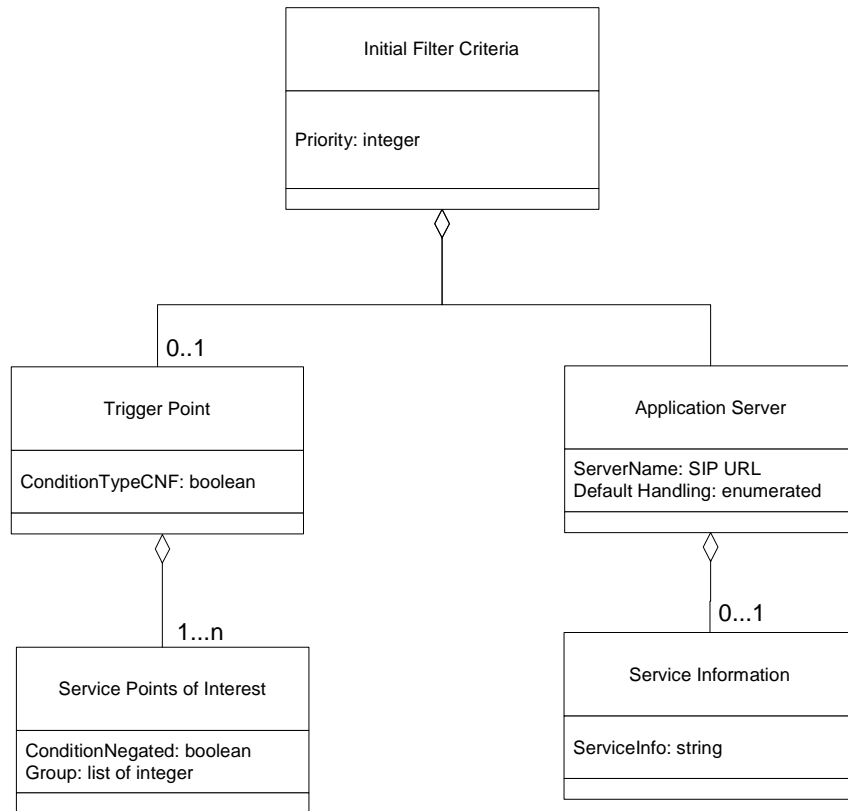 Initial Filter Criteria
Priority: integer
0..1
Trigger Point
ConditionTypeCNF: boolean
Application Server
ServerName: SIP URL
Default Handling: enumerated
1...n
Service Points of Interest
ConditionNegated: boolean
Group: list of integer
0...1
Service Information
ServiceInfo: string